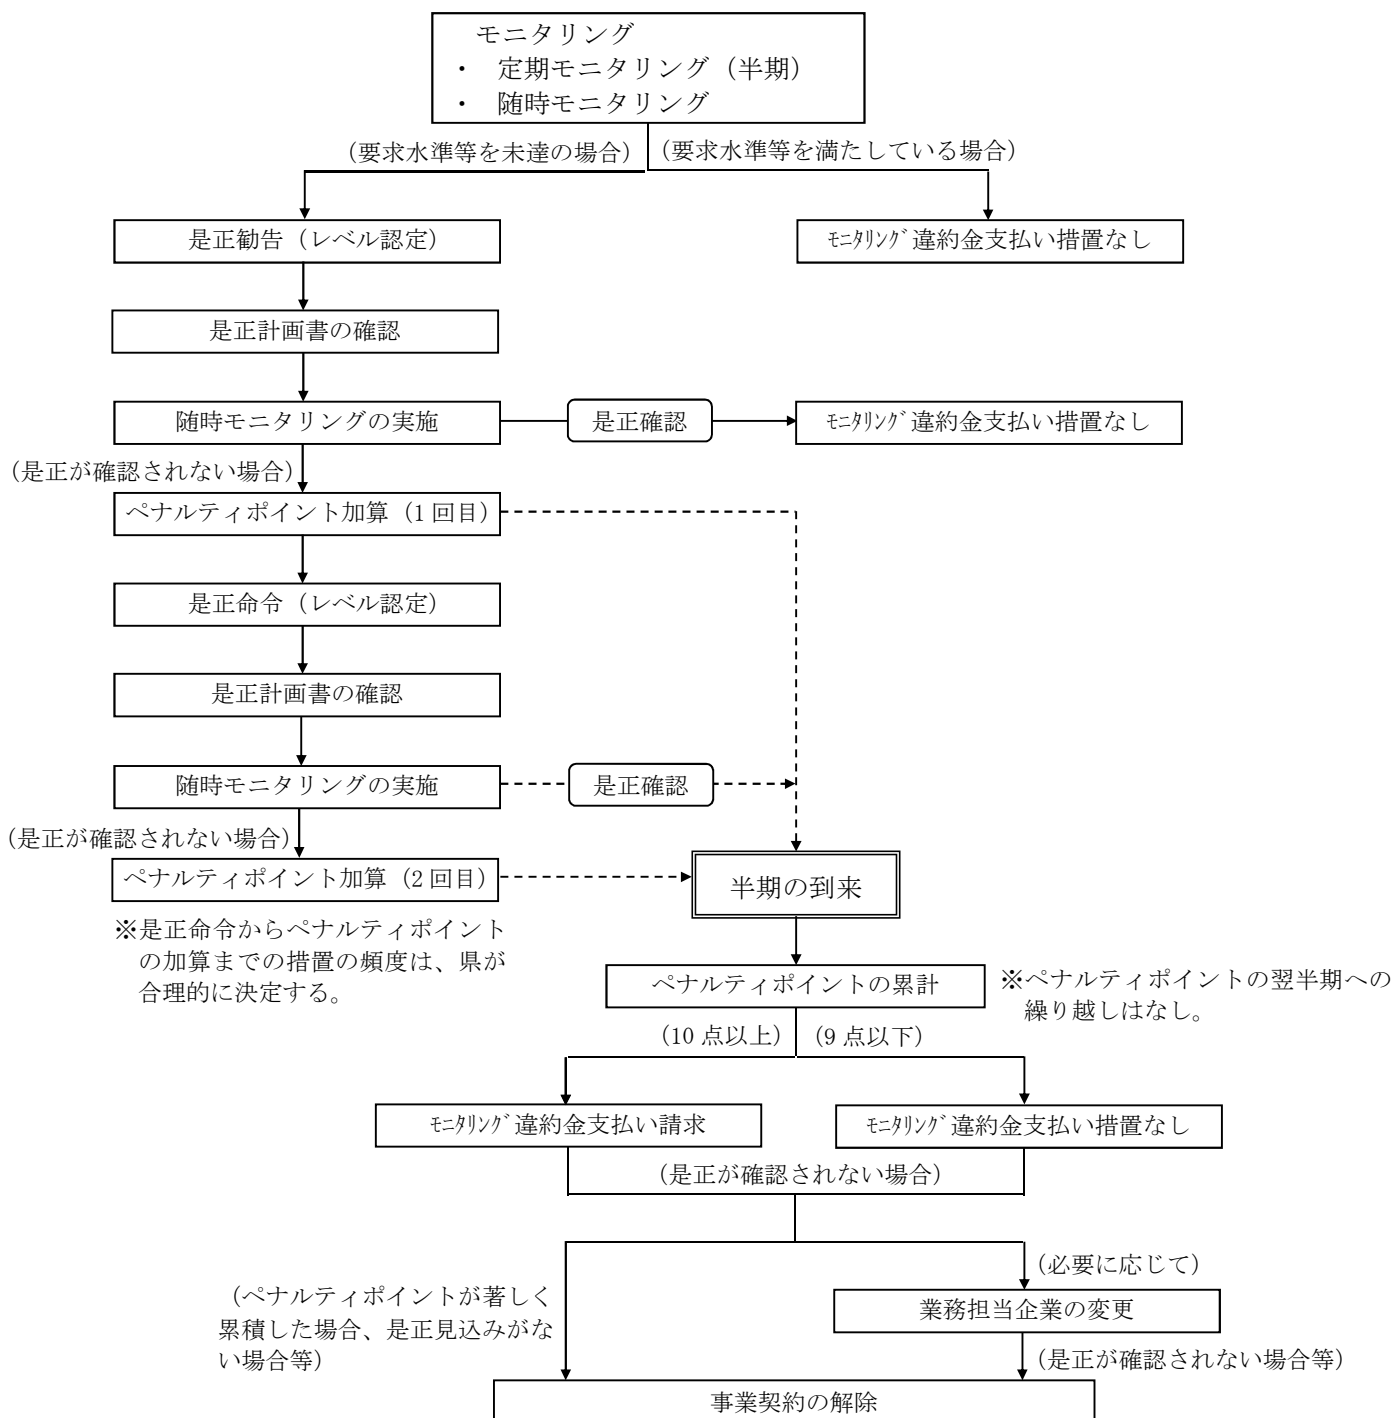 モニタリング
・ 定期モニタリング（半期）
・ 随時モニタリング
（要求水準等を未達の場合）
（要求水準等を満たしている場合）
是正勧告（レベル認定）
ﾓﾆﾀﾘﾝｸﾞ違約金支払い措置なし
是正計画書の確認
随時モニタリングの実施
是正確認
ﾓﾆﾀﾘﾝｸﾞ違約金支払い措置なし
（是正が確認されない場合）
ペナルティポイント加算（1 回目）
是正命令（レベル認定）
是正計画書の確認
随時モニタリングの実施
是正確認
（是正が確認されない場合）
ペナルティポイント加算（2 回目）
半期の到来
※是正命令からペナルティポイント
の加算までの措置の頻度は、県が
合理的に決定する。
ペナルティポイントの累計
※ペナルティポイントの翌半期への
繰り越しはなし。
（10 点以上）
（9 点以下）
ﾓﾆﾀﾘﾝｸﾞ違約金支払い請求
ﾓﾆﾀﾘﾝｸﾞ違約金支払い措置なし
（是正が確認されない場合）
（必要に応じて）
（ペナルティポイントが著しく
累積した場合、是正見込みがな
い場合等）
業務担当企業の変更
（是正が確認されない場合等）
事業契約の解除